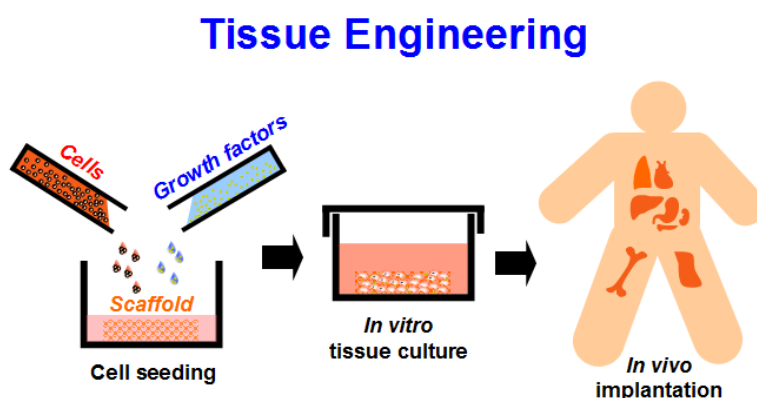 Tissue Engineering
Cells
Growth factors
Scaffold
Cell seeding
In vitro
tissue culture
In vivo
implantation